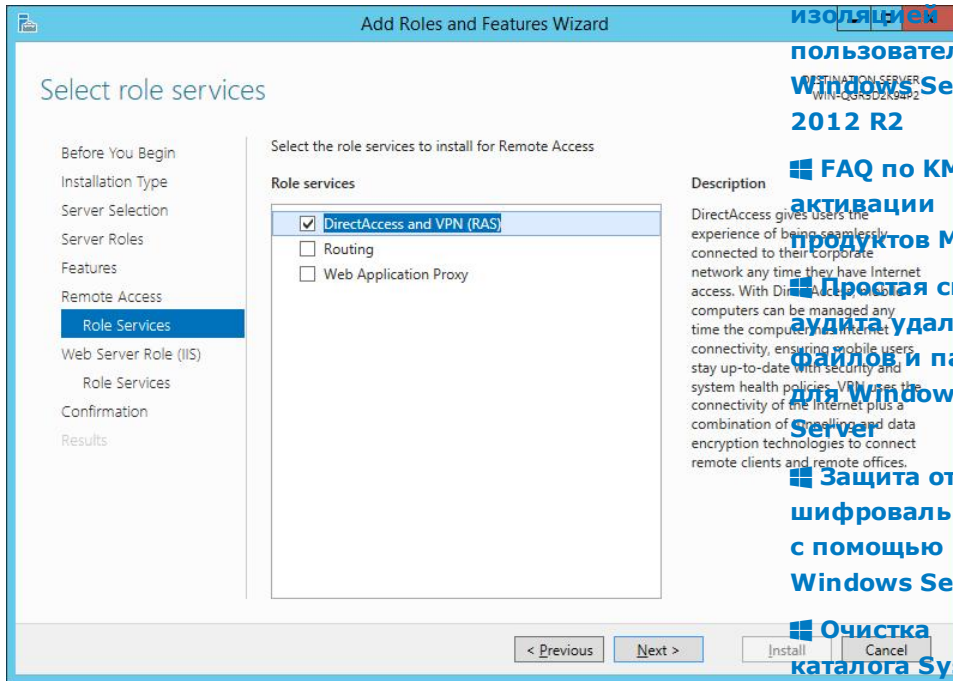 Add Roles and Features Wizard
Select role services
DESTINATION SERVER
Before You Begin
Installation Type
Server Selection
Server Roles
Features
Remote Access
Role Services
Web Server Role (IIS)
Role Services
Confirmation
Results
Select the role services to install for Remote Access
Role services
DirectAccess and VPN (RAS)
Routing
Web Application Proxy
Description
DirectAccess gives users the
experience of being seamlessly
connected to their corporate
network any time they have Internet
access. With DirectAccess, mobile
computers can be managed any
time the computer has Internet
connectivity, ensuring mobile users
stay up-to-date with security and
system health policies. VPN uses the
connectivity of the Internet plus a
combination of tunnelling and data
encryption technologies to connect
remote clients and remote offices.
< Previous
Next >
Install
Cancel
изоляцией
пользовател
Windows Se
2012 R2
FAQ по KM
активации
продуктов M
Простая си
аудита удал
файлов и па
для Window
Server
Защита от
шифроваль
с помощью
Windows Se
Очистка
каталога Sys